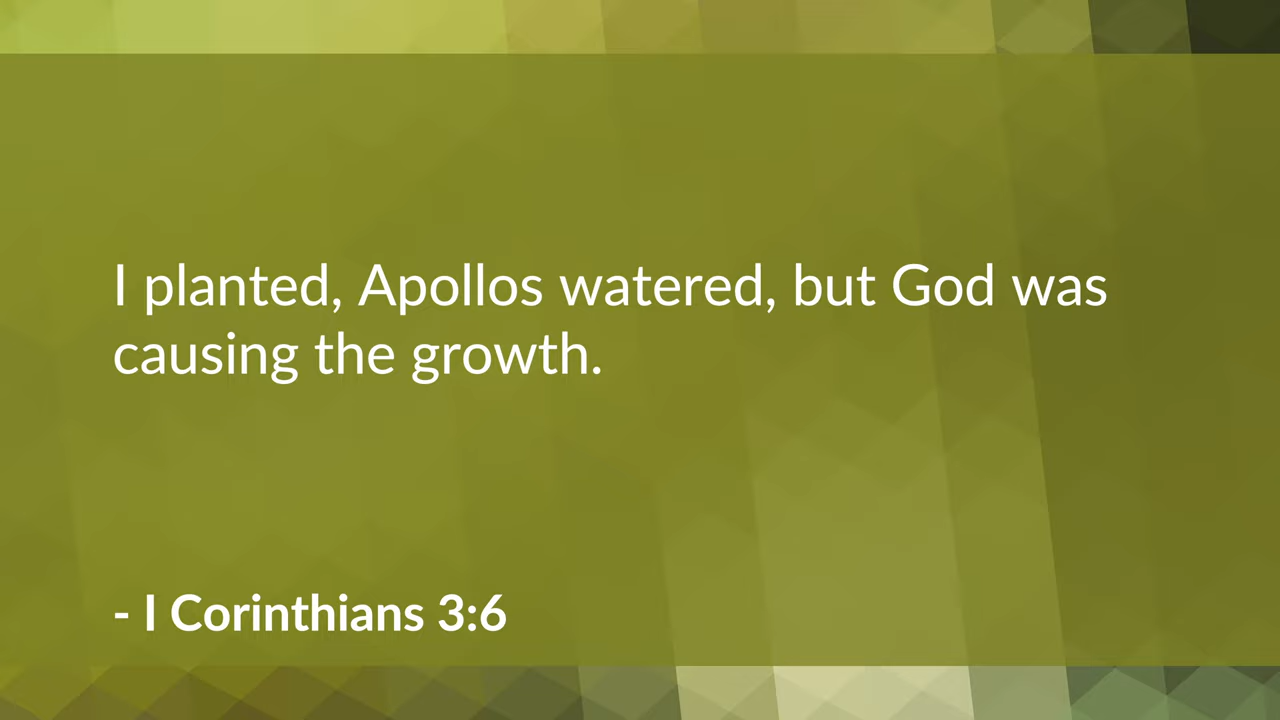 I planted, Apollos watered, but God was
causing the growth.
- I Corinthians 3:6